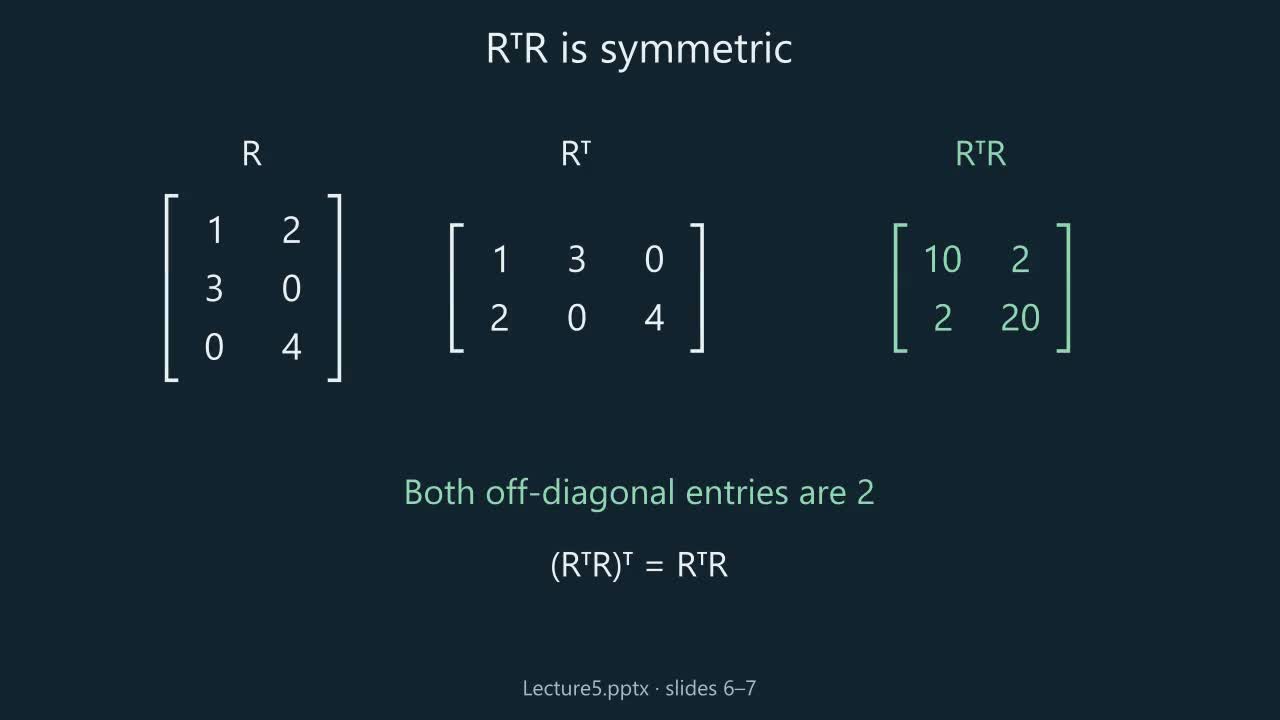 RᵀR is symmetric
R
Rᵀ
RᵀR
1 2
3 0
0 4
1 3 0
2 0 4
10 2
2 20
Both off-diagonal entries are 2
(RᵀR)ᵀ = RᵀR
Lecture5.pptx · slides 6–7